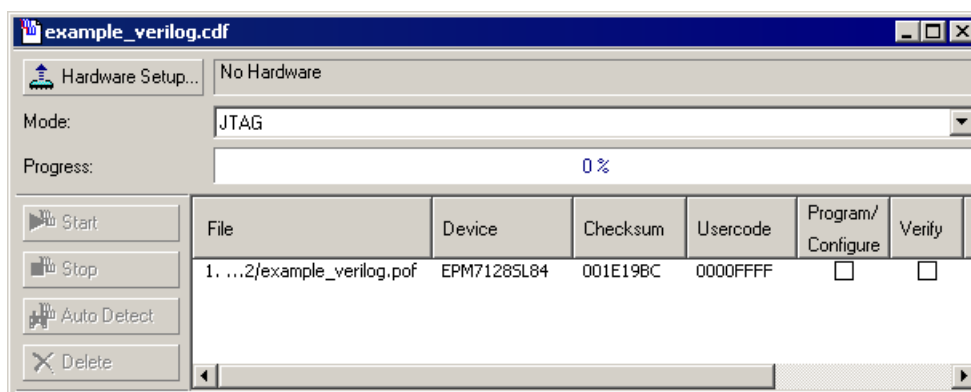 example_verilog.cdf
Hardware Setup... No Hardware
Mode: JTAG
Progress: 0 %
Start
Stop
Auto Detect
Delete
File Device Checksum Usercode Program/ Configure Verify
1. ...2/example_verilog.pof EPM7128SL84 001E19BC 0000FFFF